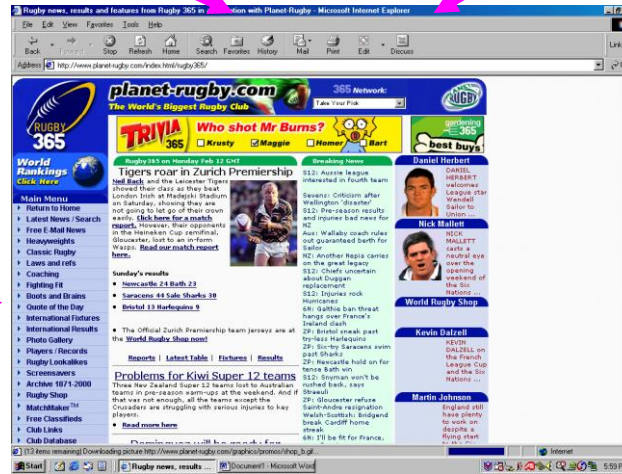 Rugby news, results and features from Rugby 365 in association with Planet-Rugby - Microsoft Internet Explorer
File Edit View Favorites Tools Help
Back Forward Stop Refresh Home Search Favorites History Mail Print Edit Discuss
Address http://www.planet-rugby.com/index.html/rugby365/
Links
RUGBY
365
planet-rugby.com
The World's Biggest Rugby Club
365 Network:
Take Your Pick
RUGBY
TRIVIA
365
Who shot Mr Burns?
Krusty Maggie Homer Bart
gardening
365
best buys
World
Rankings
Click Here
Main Menu
Return to Home
Latest News / Search
Free E-Mail News
Heavyweights
Classic Rugby
Laws and refs
Coaching
Fighting Fit
Boots and Brains
Quote of the Day
International Fixtures
International Results
Photo Gallery
Players / Records
Rugby Lookalikes
Screensavers
Archive 1871-2000
Rugby Shop
MatchMaker™
Free Classifieds
Club Links
Club Database
Rugby365 on Monday Feb 12 GMT
Tigers roar in Zurich Premiership
Neil Back and the Leicester Tigers
showed their class as they beat
London Irish at Madejski Stadium
on Saturday, showing they are
not going to let go of their crown
easily. Click here for a match
report. However, their opponents
in the Heineken Cup semifinal,
Gloucester, lost to an in-form
Wasps. Read our match report
here.
Sunday's results
Newcastle 24 Bath 23
Saracens 44 Sale Sharks 38
Bristol 13 Harlequins 9
The Official Zurich Premiership team jerseys are at
the World Rugby Shop now!
Reports | Latest Table | Fixtures | Results
Problems for Kiwi Super 12 teams
Three New Zealand Super 12 teams lost to Australian
teams in pre-season warm-ups at the weekend. And if
that was not enough, all the teams except the
Crusaders are struggling with serious injuries to key
players.
Read more here
Breaking News
S12: Aussie league
interested in fourth team
Sevens: Criticism after
Wellington 'disaster'
S12: Pre-season results
and injuries bad news for
NZ
Aus: Wallaby coach rules
out guaranteed berth for
Sailor
NZ: Another Nepia carries
on the great legacy
S12: Chiefs uncertain
about Duggan
replacement
S12: Injuries rock
Hurricanes
6N: Galthie ban threat
hangs over France's
Ireland clash
ZP: Bristol sneak past
try-less Harlequins
ZP: Six-try Saracens swim
past Sharks
ZP: Newcastle hold on for
tense Bath win
S12: Snyman won't be
rushed back, says
Straeuli
ZP: Gloucester refuse
Saint-Andre resignation
Welsh-Scottish: Bridgend
break Cardiff home
streak
6N: I'll be fit for France,
Daniel Herbert
DANIEL
HERBERT
welcomes
League star
Wendell
Sailor to
Union ...
Nick Mallett
NICK
MALLETT
casts a
neutral eye
over the
opening
weekend of
the Six
Nations ...
World Rugby Shop
Kevin Dalzell
KEVIN
DALZELL on
the French
League Cup
and the Six
Nations ...
Martin Johnson
England still
have plenty
to work on
despite a
flying start
(13 items remaining) Downloading picture http://www.planet-rugby.com/graphics/promos/shop_b.gif...
Internet
Start Rugby news, results ... Document1 - Microsoft Word